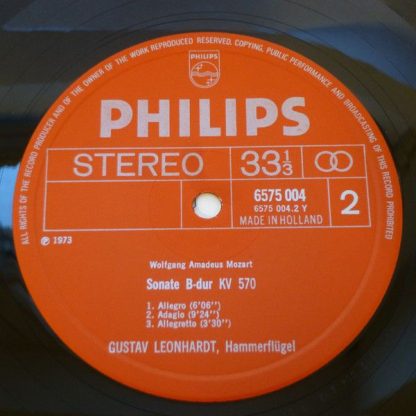 ALL RIGHTS OF THE RECORD PRODUCER AND OF THE OWNER OF THE WORK REPRODUCED RESERVED. COPYING, PUBLIC PERFORMANCE AND BROADCASTING OF THIS RECORD PROHIBITED
PHILIPS
PHILIPS
STEREO 33⅓
6575 004
6575 004.2 Y
MADE IN HOLLAND
2
℗ 1973
Wolfgang Amadeus Mozart
Sonate B-dur KV 570
1. Allegro (6'06")
2. Adagio (9'24")
3. Allegretto (3'30")
GUSTAV LEONHARDT, Hammerflügel